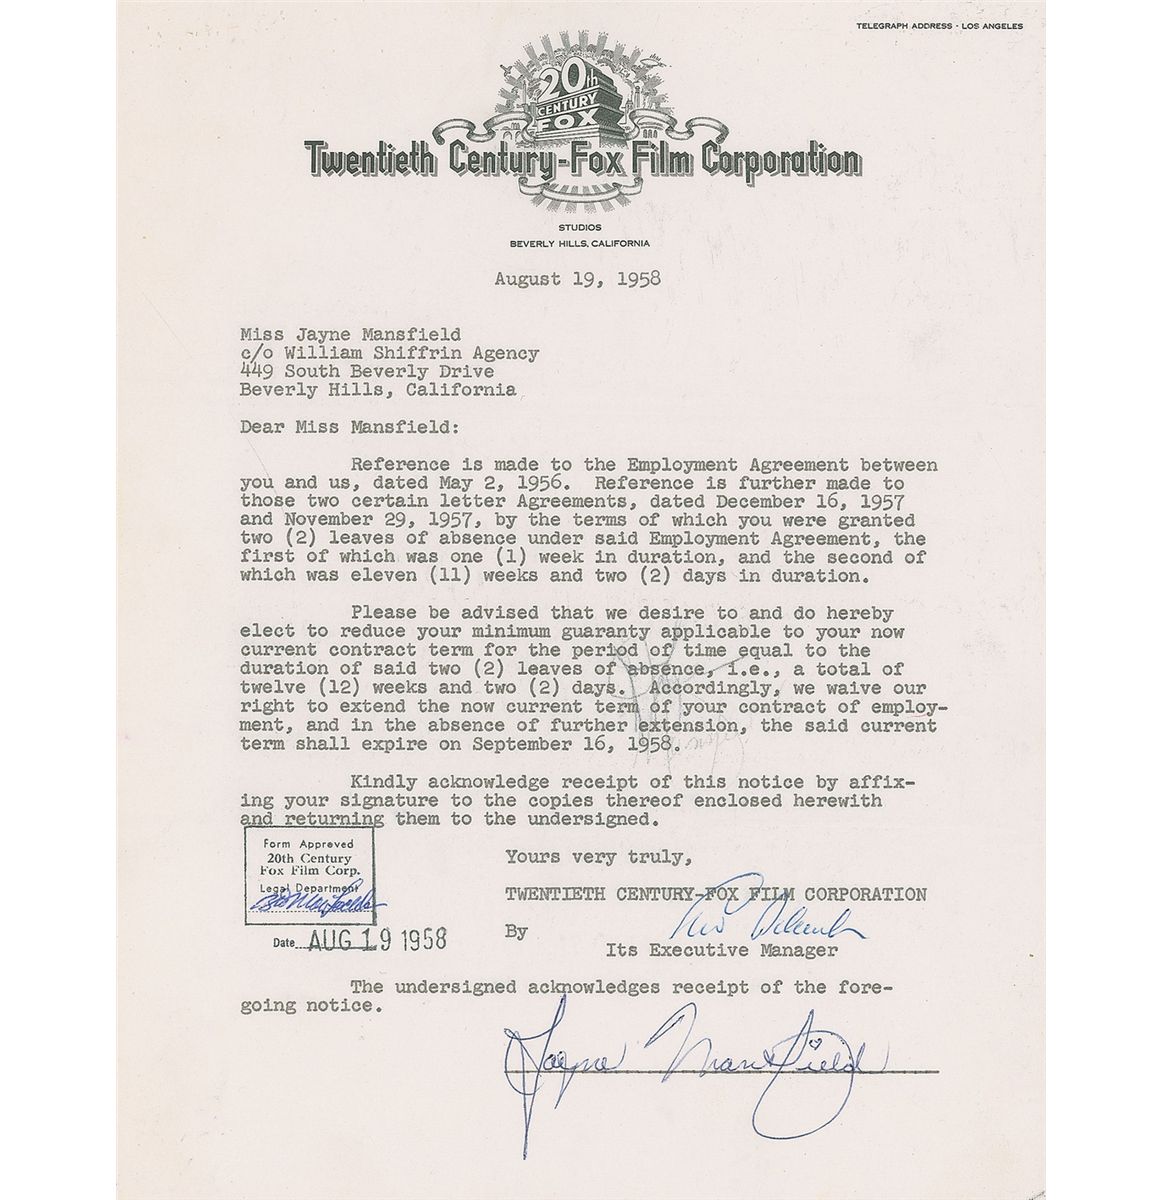 TELEGRAPH ADDRESS - LOS ANGELES
20th
CENTURY
FOX
Twentieth Century-Fox Film Corporation
STUDIOS
BEVERLY HILLS, CALIFORNIA
August 19, 1958
Miss Jayne Mansfield
c/o William Shiffrin Agency
449 South Beverly Drive
Beverly Hills, California
Dear Miss Mansfield:
Reference is made to the Employment Agreement between
you and us, dated May 2, 1956. Reference is further made to
those two certain letter Agreements, dated December 16, 1957
and November 29, 1957, by the terms of which you were granted
two (2) leaves of absence under said Employment Agreement, the
first of which was one (1) week in duration, and the second of
which was eleven (11) weeks and two (2) days in duration.
Please be advised that we desire to and do hereby
elect to reduce your minimum guaranty applicable to your now
current contract term for the period of time equal to the
duration of said two (2) leaves of absence, i.e., a total of
twelve (12) weeks and two (2) days. Accordingly, we waive our
right to extend the now current term of your contract of employ-
ment, and in the absence of further extension, the said current
term shall expire on September 16, 1958.
Kindly acknowledge receipt of this notice by affix-
ing your signature to the copies thereof enclosed herewith
and returning them to the undersigned.
Form Approved
20th Century
Fox Film Corp.
Legal Department
Date AUG 19 1958
Yours very truly,
TWENTIETH CENTURY-FOX FILM CORPORATION
By
Its Executive Manager
The undersigned acknowledges receipt of the fore-
going notice.
Jayne Mansfield